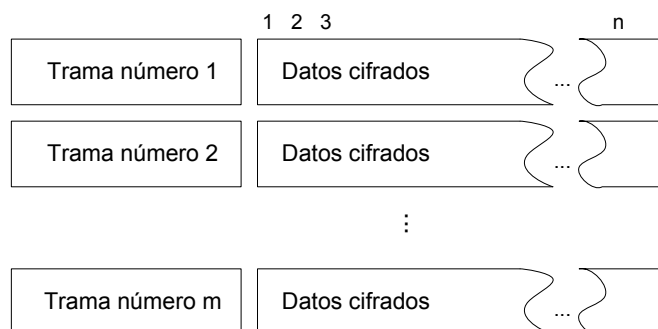 1 2 3 n
Trama número 1 Datos cifrados ...
Trama número 2 Datos cifrados ...
...
Trama número m Datos cifrados ...